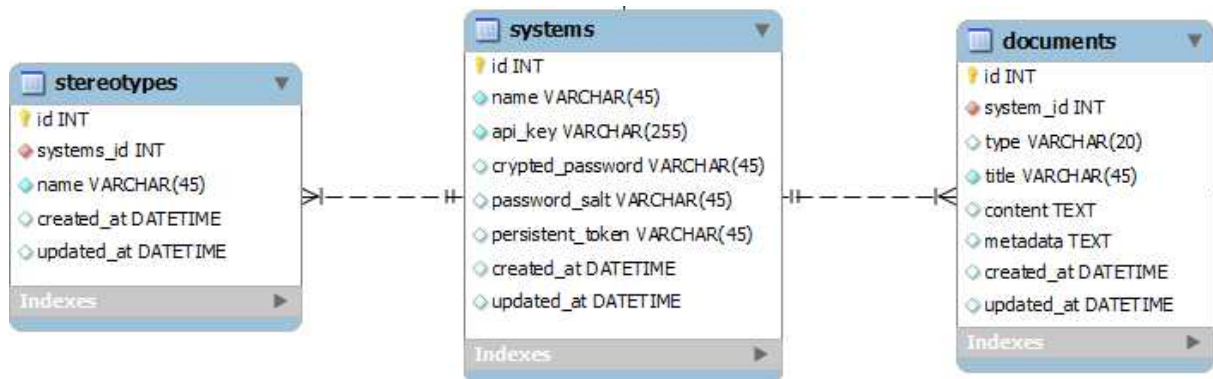 stereotypes
id INT
systems_id INT
name VARCHAR(45)
created_at DATETIME
updated_at DATETIME
Indexes
systems
id INT
name VARCHAR(45)
api_key VARCHAR(255)
crypted_password VARCHAR(45)
password_salt VARCHAR(45)
persistent_token VARCHAR(45)
created_at DATETIME
updated_at DATETIME
Indexes
documents
id INT
system_id INT
type VARCHAR(20)
title VARCHAR(45)
content TEXT
metadata TEXT
created_at DATETIME
updated_at DATETIME
Indexes